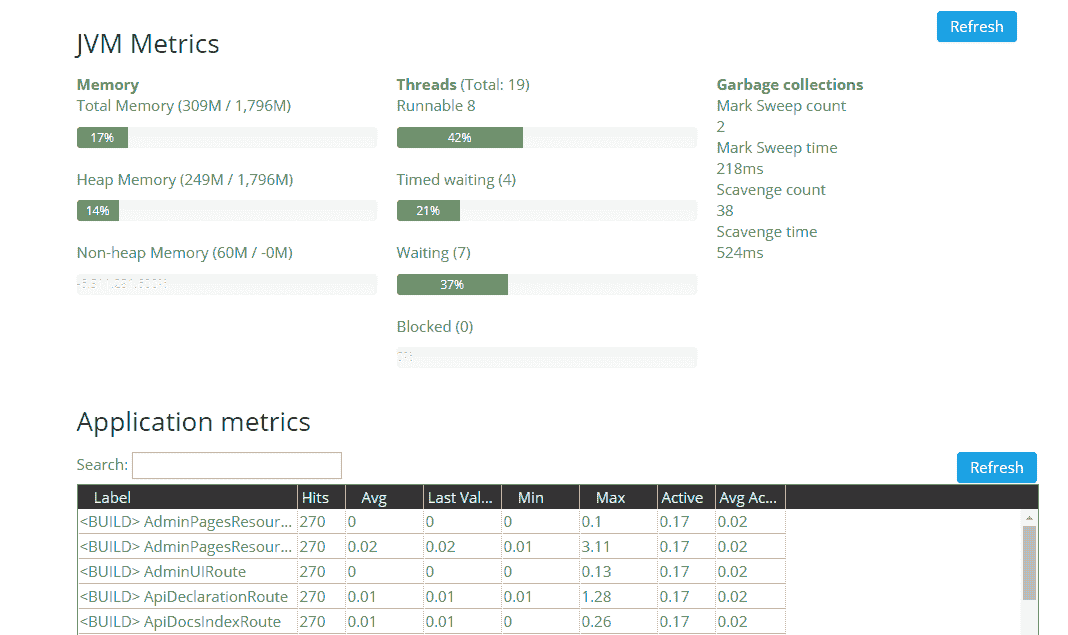 Refresh
JVM Metrics
Memory
Total Memory (309M / 1,796M)
17%
Heap Memory (249M / 1,796M)
14%
Non-heap Memory (60M / -0M)
Threads (Total: 19)
Runnable 8
42%
Timed waiting (4)
21%
Waiting (7)
37%
Blocked (0)
0%
Garbage collections
Mark Sweep count
2
Mark Sweep time
218ms
Scavenge count
38
Scavenge time
524ms
Application metrics
Search:
Refresh
Label Hits Avg Last Val... Min Max Active Avg Ac...
<BUILD> AdminPagesResour... 270 0 0 0 0.1 0.17 0.02
<BUILD> AdminPagesResour... 270 0.02 0.02 0.01 3.11 0.17 0.02
<BUILD> AdminUIRoute 270 0 0 0 0.13 0.17 0.02
<BUILD> ApiDeclarationRoute 270 0.01 0.01 0.01 1.28 0.17 0.02
<BUILD> ApiDocsIndexRoute 270 0.01 0.01 0 0.26 0.17 0.02